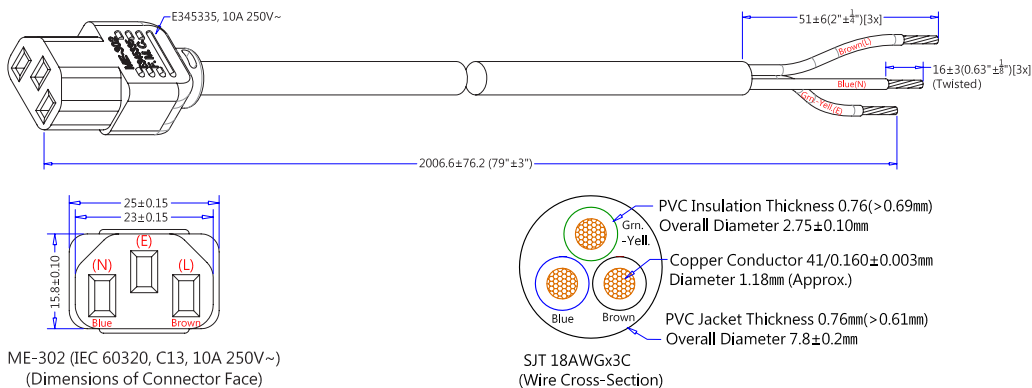 E345335, 10A 250V~
51±6(2"±1/4")[3x]
Brown(L)
Blue(N)
Grn.-Yell.(E)
16±3(0.63"±1/8")[3x]
(Twisted)
2006.6±76.2 (79"±3")
25±0.15
23±0.15
15.8±0.10
(E)
(N)
(L)
Blue
Brown
ME-302 (IEC 60320, C13, 10A 250V~)
(Dimensions of Connector Face)
Grn.
-Yell.
Blue
Brown
PVC Insulation Thickness 0.76(>0.69mm)
Overall Diameter 2.75±0.10mm
Copper Conductor 41/0.160±0.003mm
Diameter 1.18mm (Approx.)
PVC Jacket Thickness 0.76mm(>0.61mm)
Overall Diameter 7.8±0.2mm
SJT 18AWGx3C
(Wire Cross-Section)